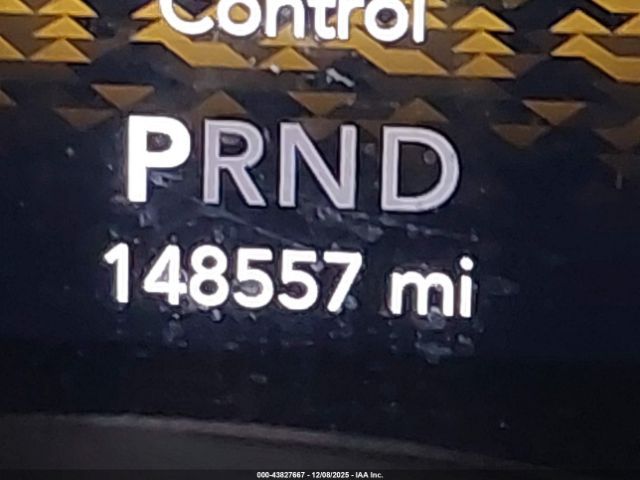 Control
PRND
148557 mi
000-43827667 - 12/08/2025 - IAA Inc.